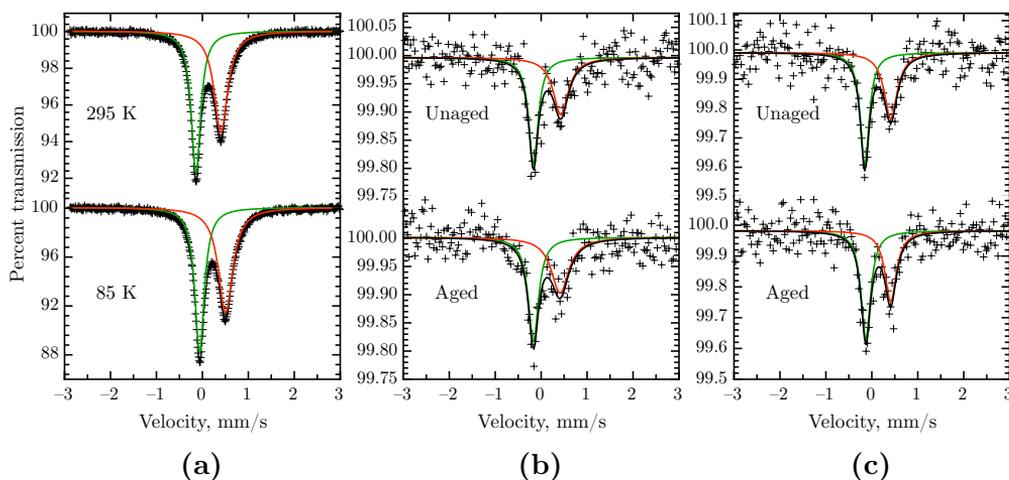 Percent transmission
100
98
96
94
92
295 K
100
96
92
88
85 K
−3 −2 −1 0 1 2 3
Velocity, mm/s
(a)
100.05
100.00
99.95
99.90
99.85
99.80
99.75
Unaged
100.00
99.95
99.90
99.85
99.80
99.75
Aged
−3 −2 −1 0 1 2 3
Velocity, mm/s
(b)
100.1
100.0
99.9
99.8
99.7
99.6
99.5
Unaged
100.0
99.9
99.8
99.7
99.6
99.5
Aged
−3 −2 −1 0 1 2 3
Velocity, mm/s
(c)